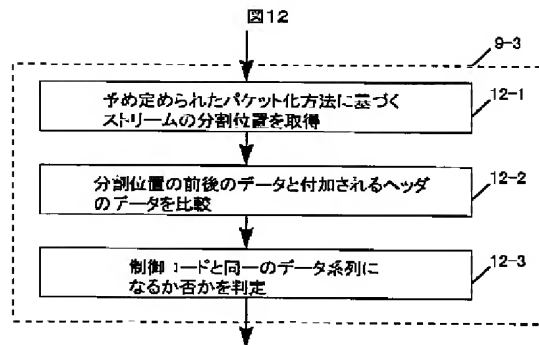 図12
9-3
予め定められたパケット化方法に基づく
ストリームの分割位置を取得
12-1
分割位置の前後のデータと付加されるヘッダ
のデータを比較
12-2
制御コードと同一のデータ系列に
なるか否かを判定
12-3